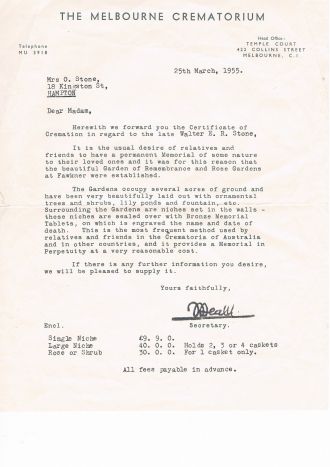 THE MELBOURNE CREMATORIUM
Head Office:
TEMPLE COURT
422 COLLINS STREET
MELBOURNE, C.1
Telephone
MU 5918
25th March, 1955.
Mrs O. Stone,
18 Kingston St,
HAMPTON
Dear Madam,
Herewith we forward you the Certificate of
Cremation in regard to the late Walter E. R. Stone,
It is the usual desire of relatives and
friends to have a permanent Memorial of some nature
to their loved ones and it was for this reason that
the beautiful Garden of Remembrance and Rose Gardens
at Fawkner were established.
The Gardens occupy several acres of ground and
have been very beautifully laid out with ornamental
trees and shrubs, lily ponds and fountain, etc.
Surrounding the Gardens are niches set in the walls -
these niches are sealed over with Bronze Memorial
Tablets, on which is engraved the name and date of
death. This is the most frequent method used by
relatives and friends in the Crematoria of Australia
and in other countries, and it provides a Memorial in
Perpetuity at a very reasonable cost.
If there is any further information you desire,
we will be pleased to supply it.
Yours faithfully,
Encl. Secretary.
Single Niche £9. 9. 0.
Large Niche 40. 0. 0. Holds 2, 3 or 4 caskets
Rose or Shrub 30. 0. 0. For 1 casket only.
All fees payable in advance.